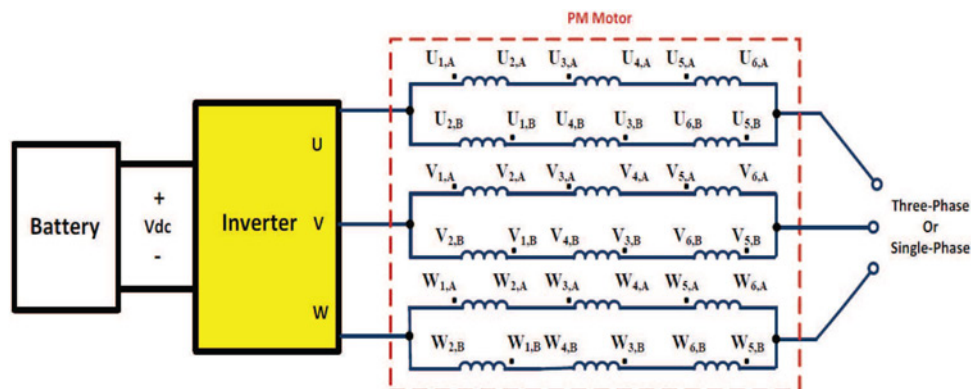 PM Motor
U1,A U2,A U3,A U4,A U5,A U6,A
U2,B U1,B U4,B U3,B U6,B U5,B
U
V1,A V2,A V3,A V4,A V5,A V6,A
Battery
+
Vdc
-
Inverter
V
V2,B V1,B V4,B V3,B V6,B V5,B
Three-Phase
Or
Single-Phase
W1,A W2,A W3,A W4,A W5,A W6,A
W
W2,B W1,B W4,B W3,B W6,B W5,B